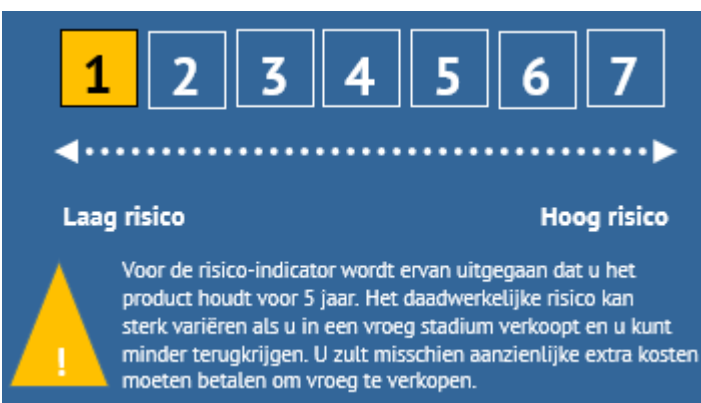 1 2 3 4 5 6 7
Laag risico Hoog risico
Voor de risico-indicator wordt ervan uitgegaan dat u het
product houdt voor 5 jaar. Het daadwerkelijke risico kan
sterk variëren als u in een vroeg stadium verkoopt en u kunt
minder terugkrijgen. U zult misschien aanzienlijke extra kosten
moeten betalen om vroeg te verkopen.
!